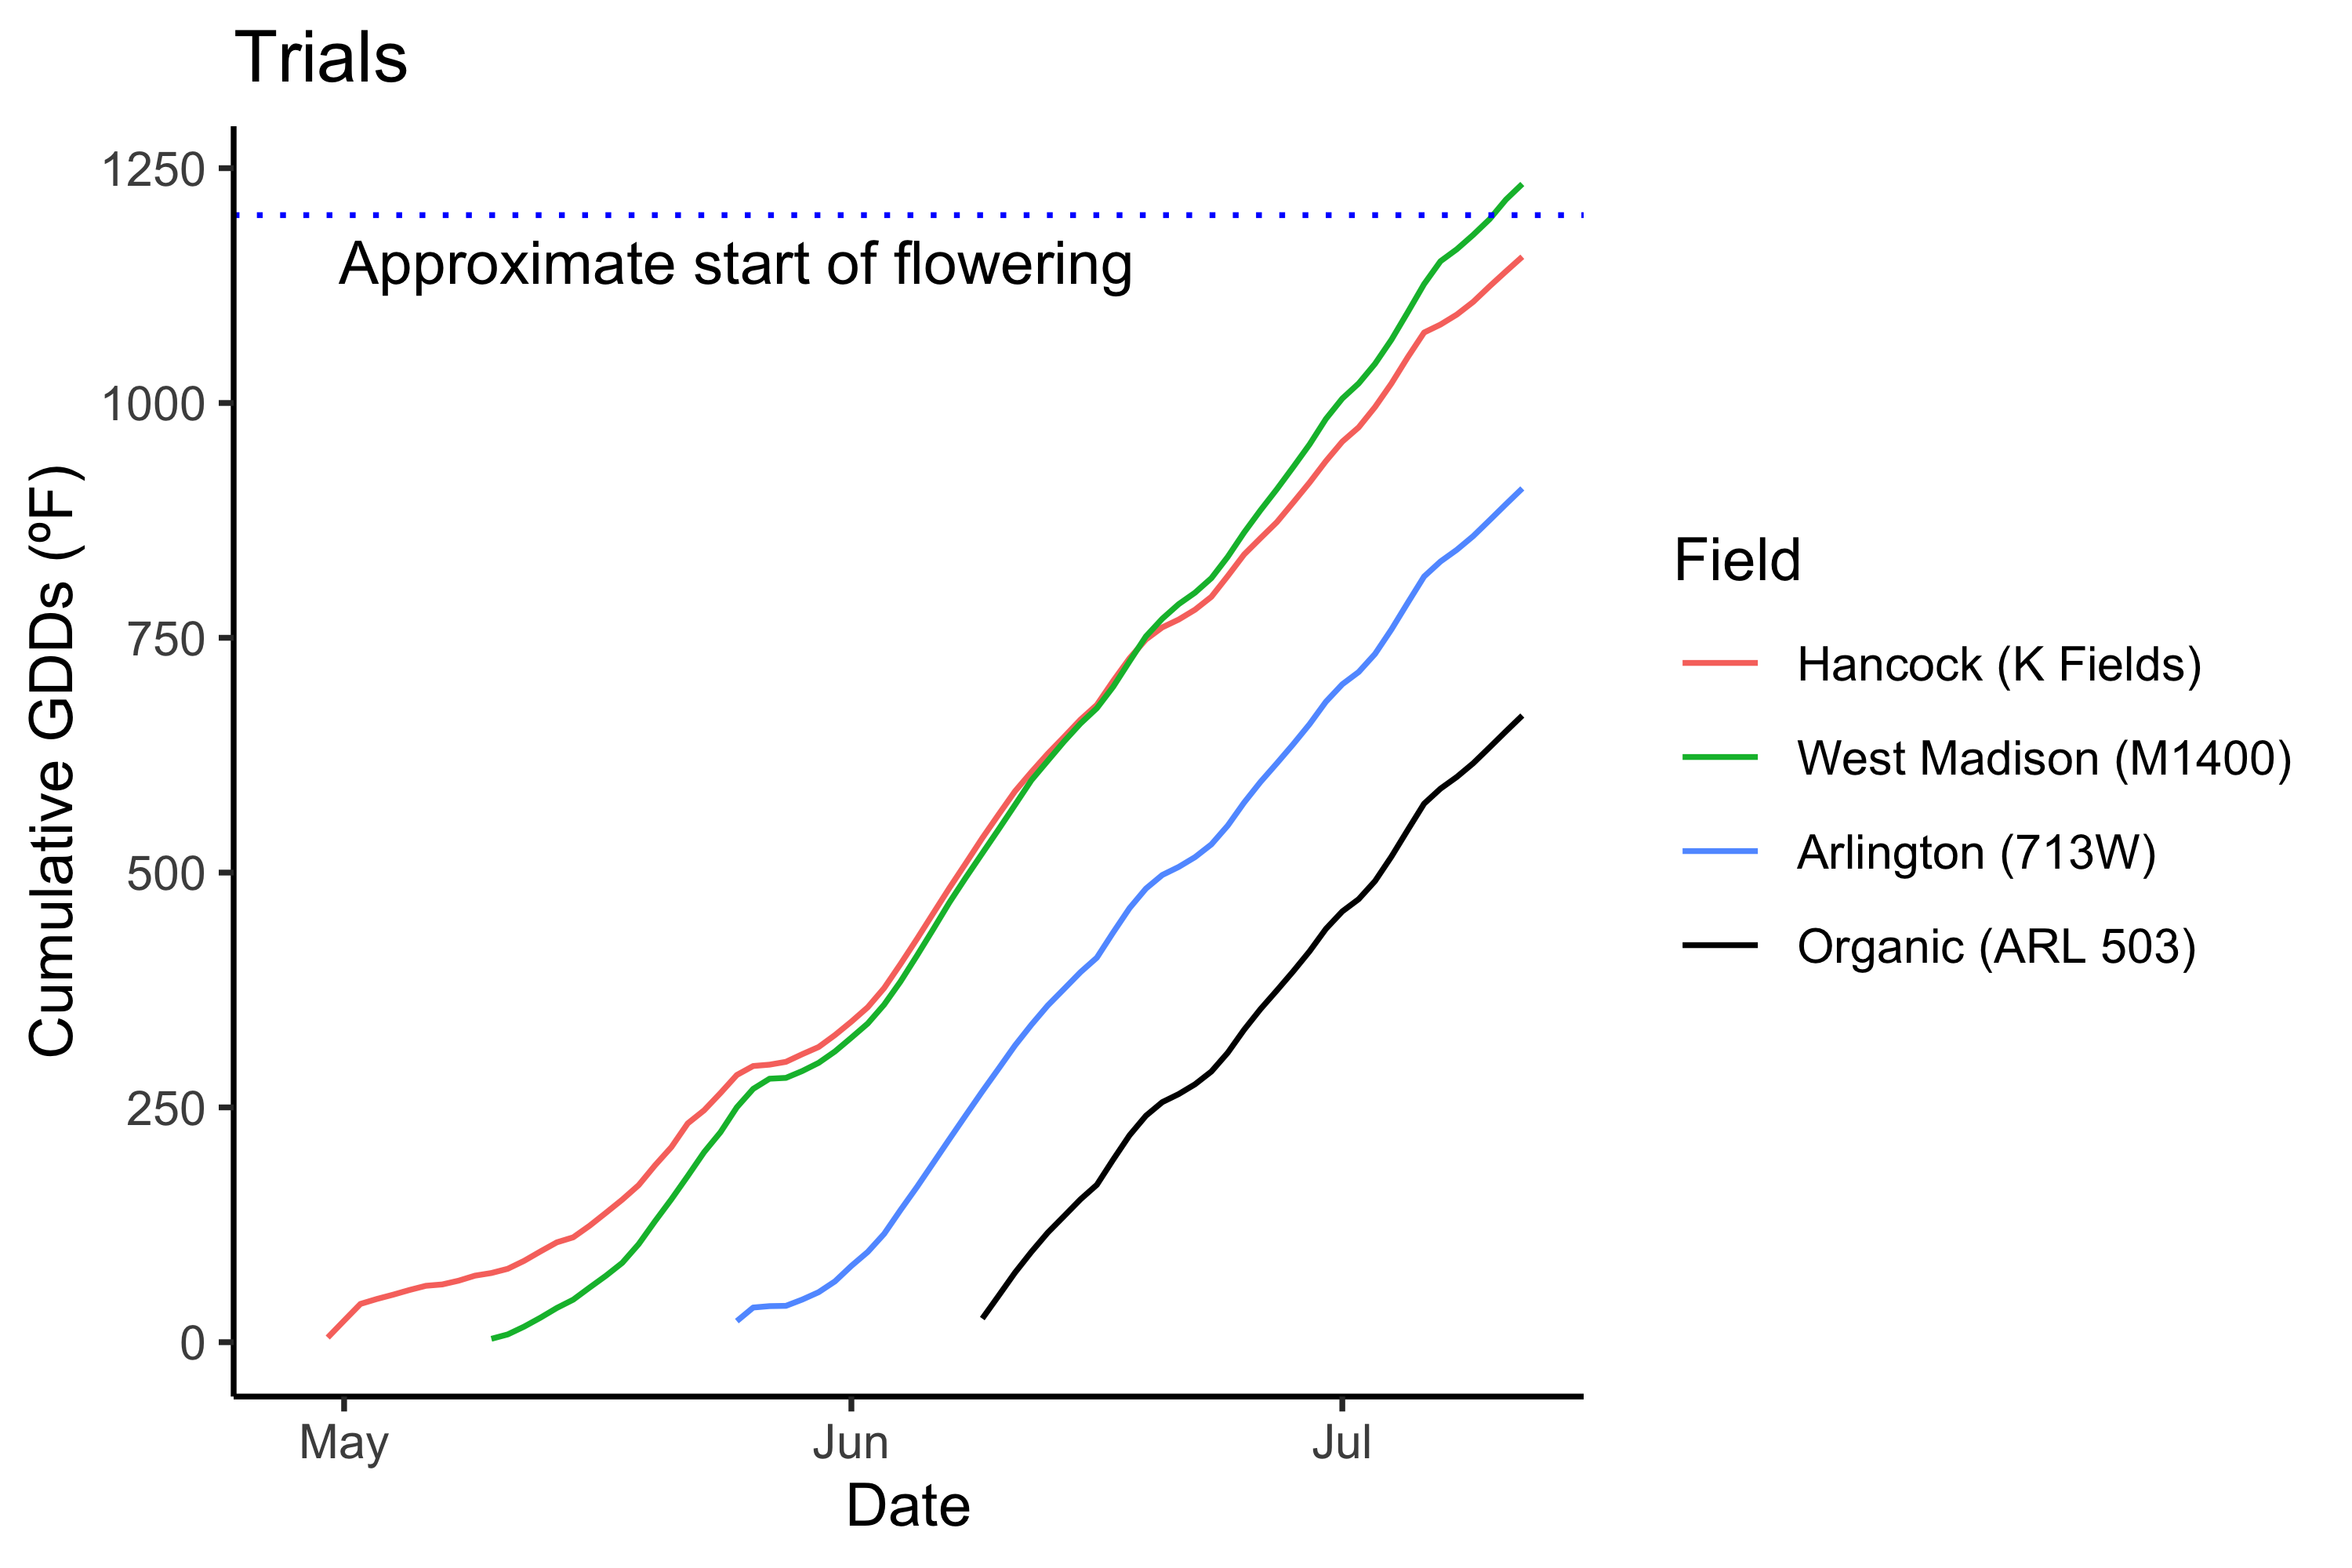 Trials
1250
1000
750
500
250
0
Cumulative GDDs (ºF)
Approximate start of flowering
May
Jun
Jul
Date
Field
Hancock (K Fields)
West Madison (M1400)
Arlington (713W)
Organic (ARL 503)